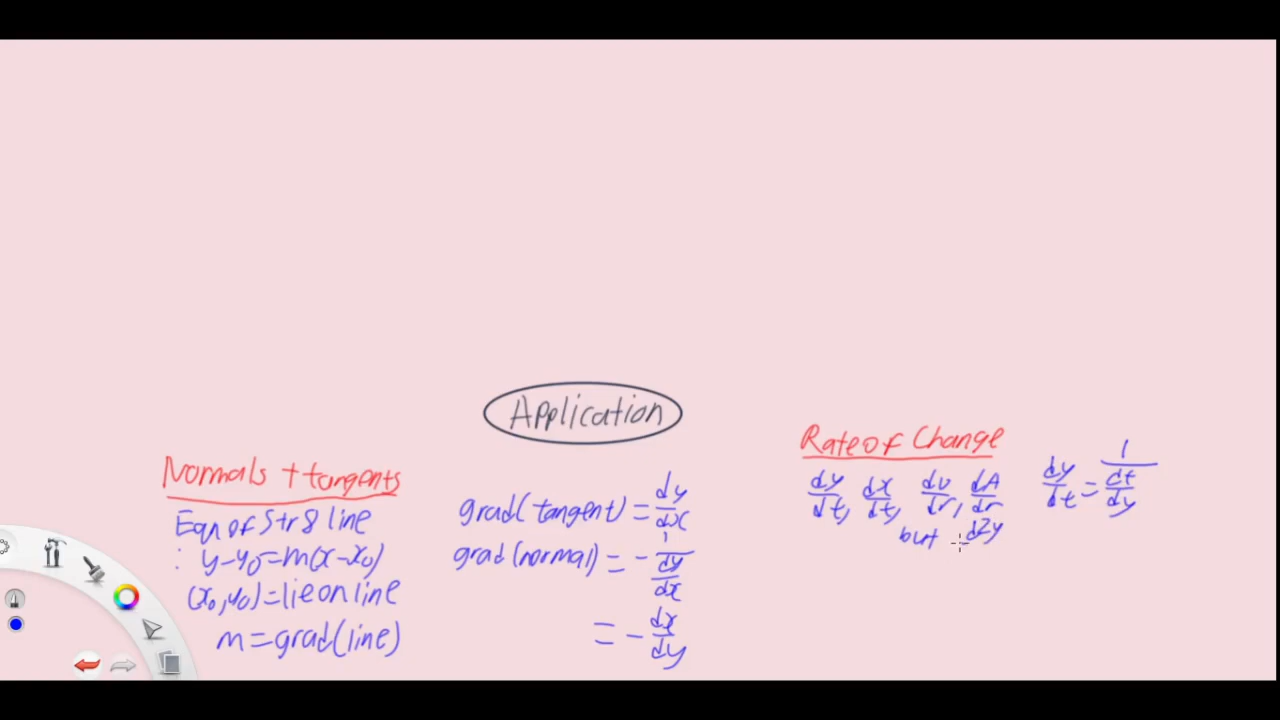 Application
Normals + tangents
Eqn of Str8 line
: y-y0=m(x-x0)
(x0,y0)=lie on line
m=grad(line)
grad(tangent)=dy/dx
grad(normal)=-1/(dy/dx)
=-dx/dy
Rate of Change
dy/dt, dx/dt, dv/dr, dA/dr
but d2y
dy/dt=1/(dt/dy)